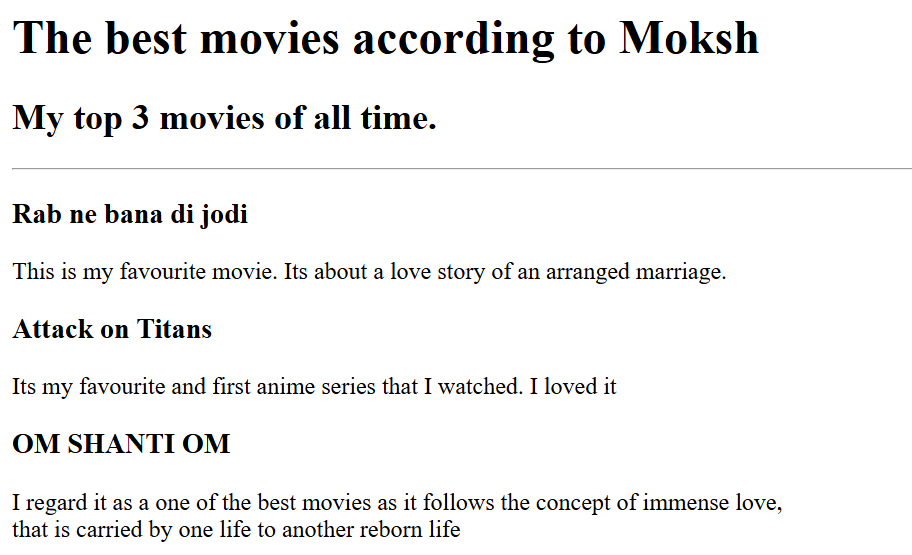 The best movies according to Moksh
My top 3 movies of all time.
Rab ne bana di jodi
This is my favourite movie. Its about a love story of an arranged marriage.
Attack on Titans
Its my favourite and first anime series that I watched. I loved it
OM SHANTI OM
I regard it as a one of the best movies as it follows the concept of immense love,
that is carried by one life to another reborn life